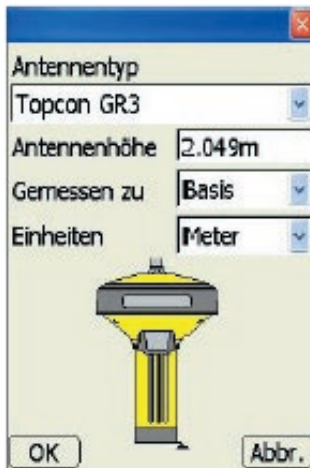 Antennentyp
Topcon GR3
Antennenhöhe 2.049m
Gemessen zu Basis
Einheiten Meter
OK Abbr.